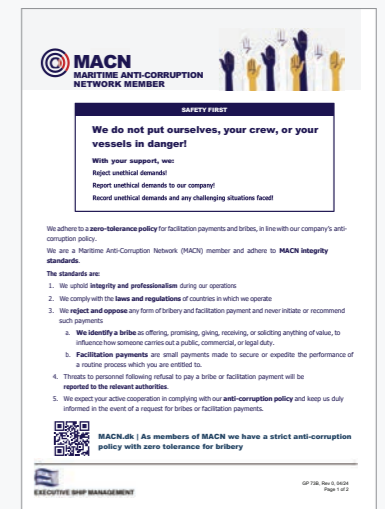 MACN
MARITIME ANTI-CORRUPTION
NETWORK MEMBER
SAFETY FIRST
We do not put ourselves, your crew, or your
vessels in danger!
With your support, we:
Reject unethical demands!
Report unethical demands to our company!
Record unethical demands and any challenging situations faced!
We adhere to a zero-tolerance policy for facilitation payments and bribes, in line with our company's anti-
corruption policy.
We are a Maritime Anti-Corruption Network (MACN) member and adhere to MACN integrity
standards.
The standards are:
1. We uphold integrity and professionalism during our operations
2. We comply with the laws and regulations of countries in which we operate
3. We reject and oppose any form of bribery and facilitation payment and never initiate or recommend
such payments
a. We identify a bribe as offering, promising, giving, receiving, or soliciting anything of value, to
influence how someone carries out a public, commercial, or legal duty.
b. Facilitation payments are small payments made to secure or expedite the performance of
a routine process which you are entitled to.
4. Threats to personnel following refusal to pay a bribe or facilitation payment will be
reported to the relevant authorities.
5. We expect your active cooperation in complying with our anti-corruption policy and keep us duly
informed in the event of a request for bribes or facilitation payments.
MACN.dk | As members of MACN we have a strict anti-corruption
policy with zero tolerance for bribery
EXECUTIVE SHIP MANAGEMENT
GP 73B, Rev 0, 04/24
Page 1 of 2